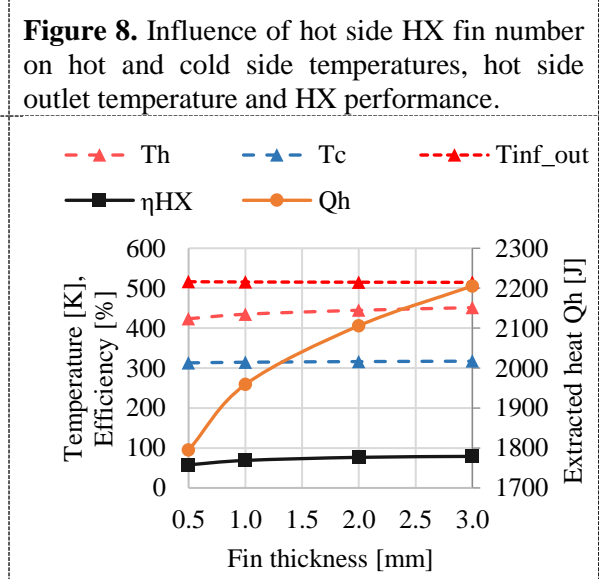 Figure 8. Influence of hot side HX fin number
on hot and cold side temperatures, hot side
outlet temperature and HX performance.
Th Tc Tinf_out
ηHX Qh
600 2300
500 2200
400 2100
300 2000
200 1900
100 1800
0 1700
Temperature [K],
Efficiency [%]
Extracted heat Qh [J]
0.5 1.0 1.5 2.0 2.5 3.0
Fin thickness [mm]